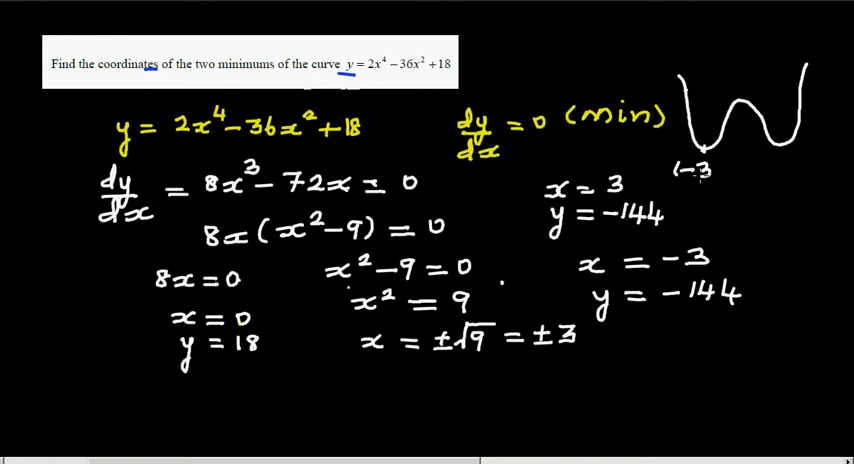 Find the coordinates of the two minimums of the curve y = 2x⁴ − 36x² + 18
y = 2x⁴ − 36x² + 18
dy/dx = 0 (min)
dy/dx = 8x³ − 72x = 0
8x(x² − 9) = 0
8x = 0
x = 0
y = 18
x² − 9 = 0
x² = 9
x = ±√9 = ±3
x = 3
y = −144
x = −3
y = −144
(−3